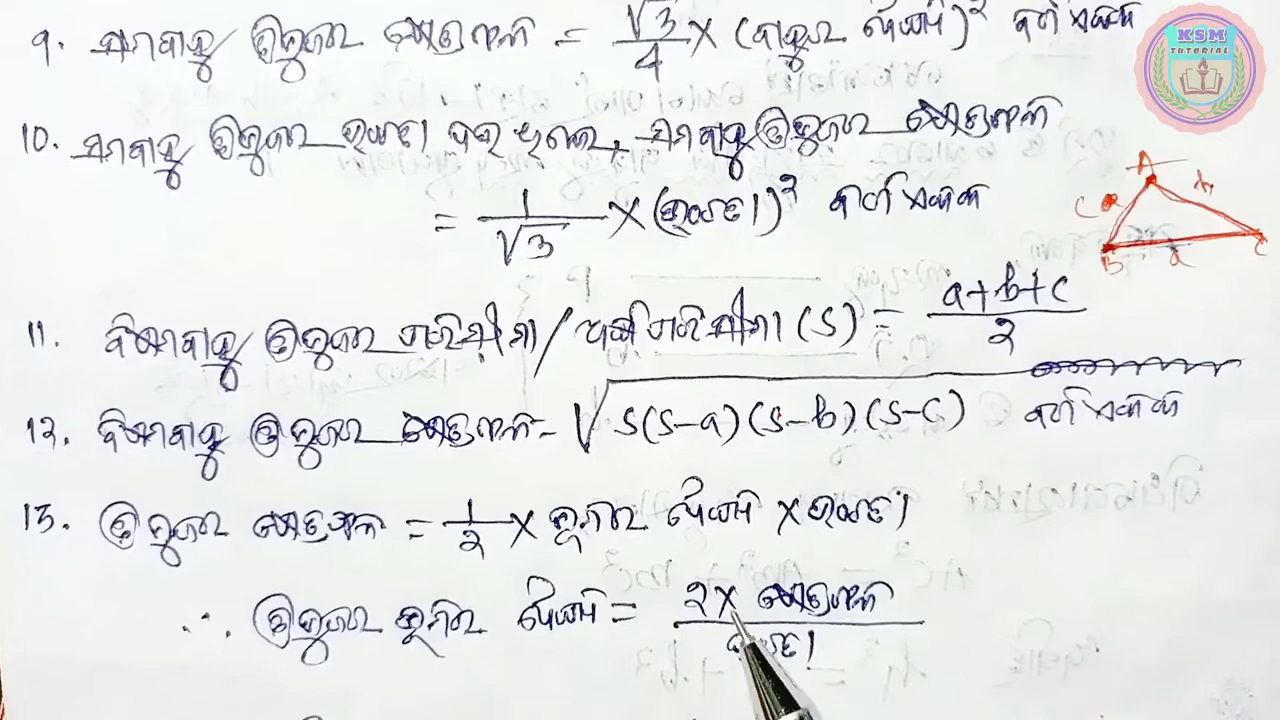 ୨. ସମବାହୁ ତ୍ରିଭୁଜର କ୍ଷେତ୍ରଫଳ = √3/4 × (ବାହୁର ଦୈର୍ଘ୍ୟ)² ବର୍ଗ ଏକକ
10. ସମବାହୁ ତ୍ରିଭୁଜର ଉଚ୍ଚତା ଦତ୍ତ ଥିଲେ, ସମବାହୁ ତ୍ରିଭୁଜର କ୍ଷେତ୍ରଫଳ
= 1/√3 × (ଉଚ୍ଚତା)² ବର୍ଗ ଏକକ
11. ବିଷମବାହୁ ତ୍ରିଭୁଜର ପରିସୀମା / ଅର୍ଦ୍ଧପରିସୀମା (S) = a+b+c/2
12. ବିଷମବାହୁ ତ୍ରିଭୁଜର କ୍ଷେତ୍ରଫଳ = √S(S-a)(S-b)(S-c) ବର୍ଗ ଏକକ
13. ତ୍ରିଭୁଜର କ୍ଷେତ୍ରଫଳ = 1/2 × ଭୂମିର ଦୈର୍ଘ୍ୟ × ଉଚ୍ଚତା
∴ ତ୍ରିଭୁଜର ଭୂମିର ଦୈର୍ଘ୍ୟ = 2× କ୍ଷେତ୍ରଫଳ/ଉଚ୍ଚତା
A
c b
B a C
KSM
TUTORIAL